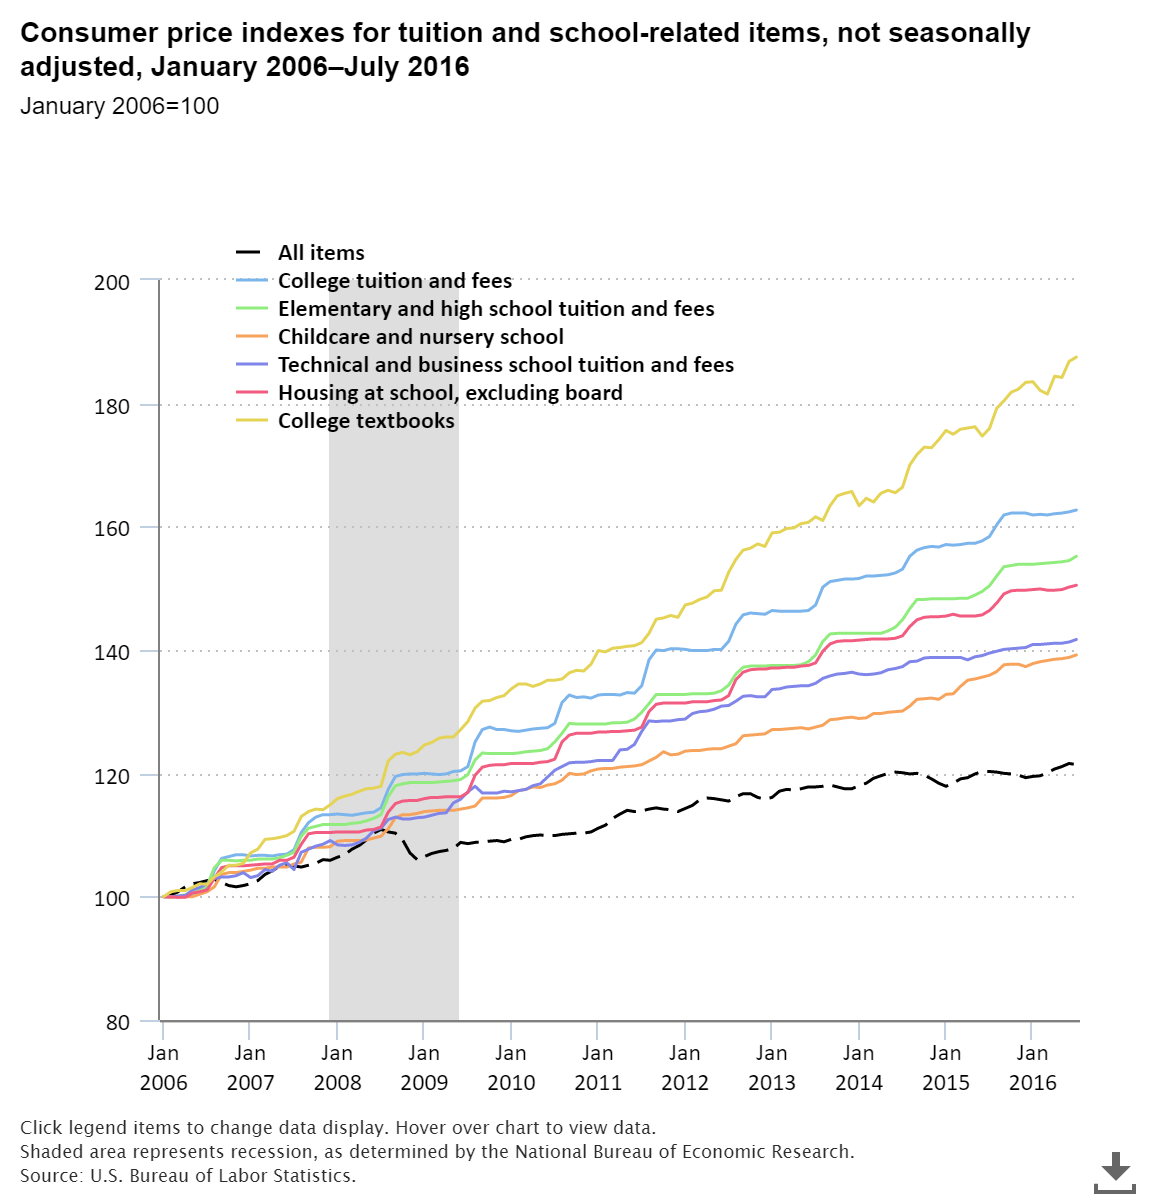 Consumer price indexes for tuition and school-related items, not seasonally
adjusted, January 2006–July 2016
January 2006=100
All items
College tuition and fees
Elementary and high school tuition and fees
Childcare and nursery school
Technical and business school tuition and fees
Housing at school, excluding board
College textbooks
200
180
160
140
120
100
80
Jan Jan Jan Jan Jan Jan Jan Jan Jan Jan Jan
2006 2007 2008 2009 2010 2011 2012 2013 2014 2015 2016
Click legend items to change data display. Hover over chart to view data.
Shaded area represents recession, as determined by the National Bureau of Economic Research.
Source: U.S. Bureau of Labor Statistics.